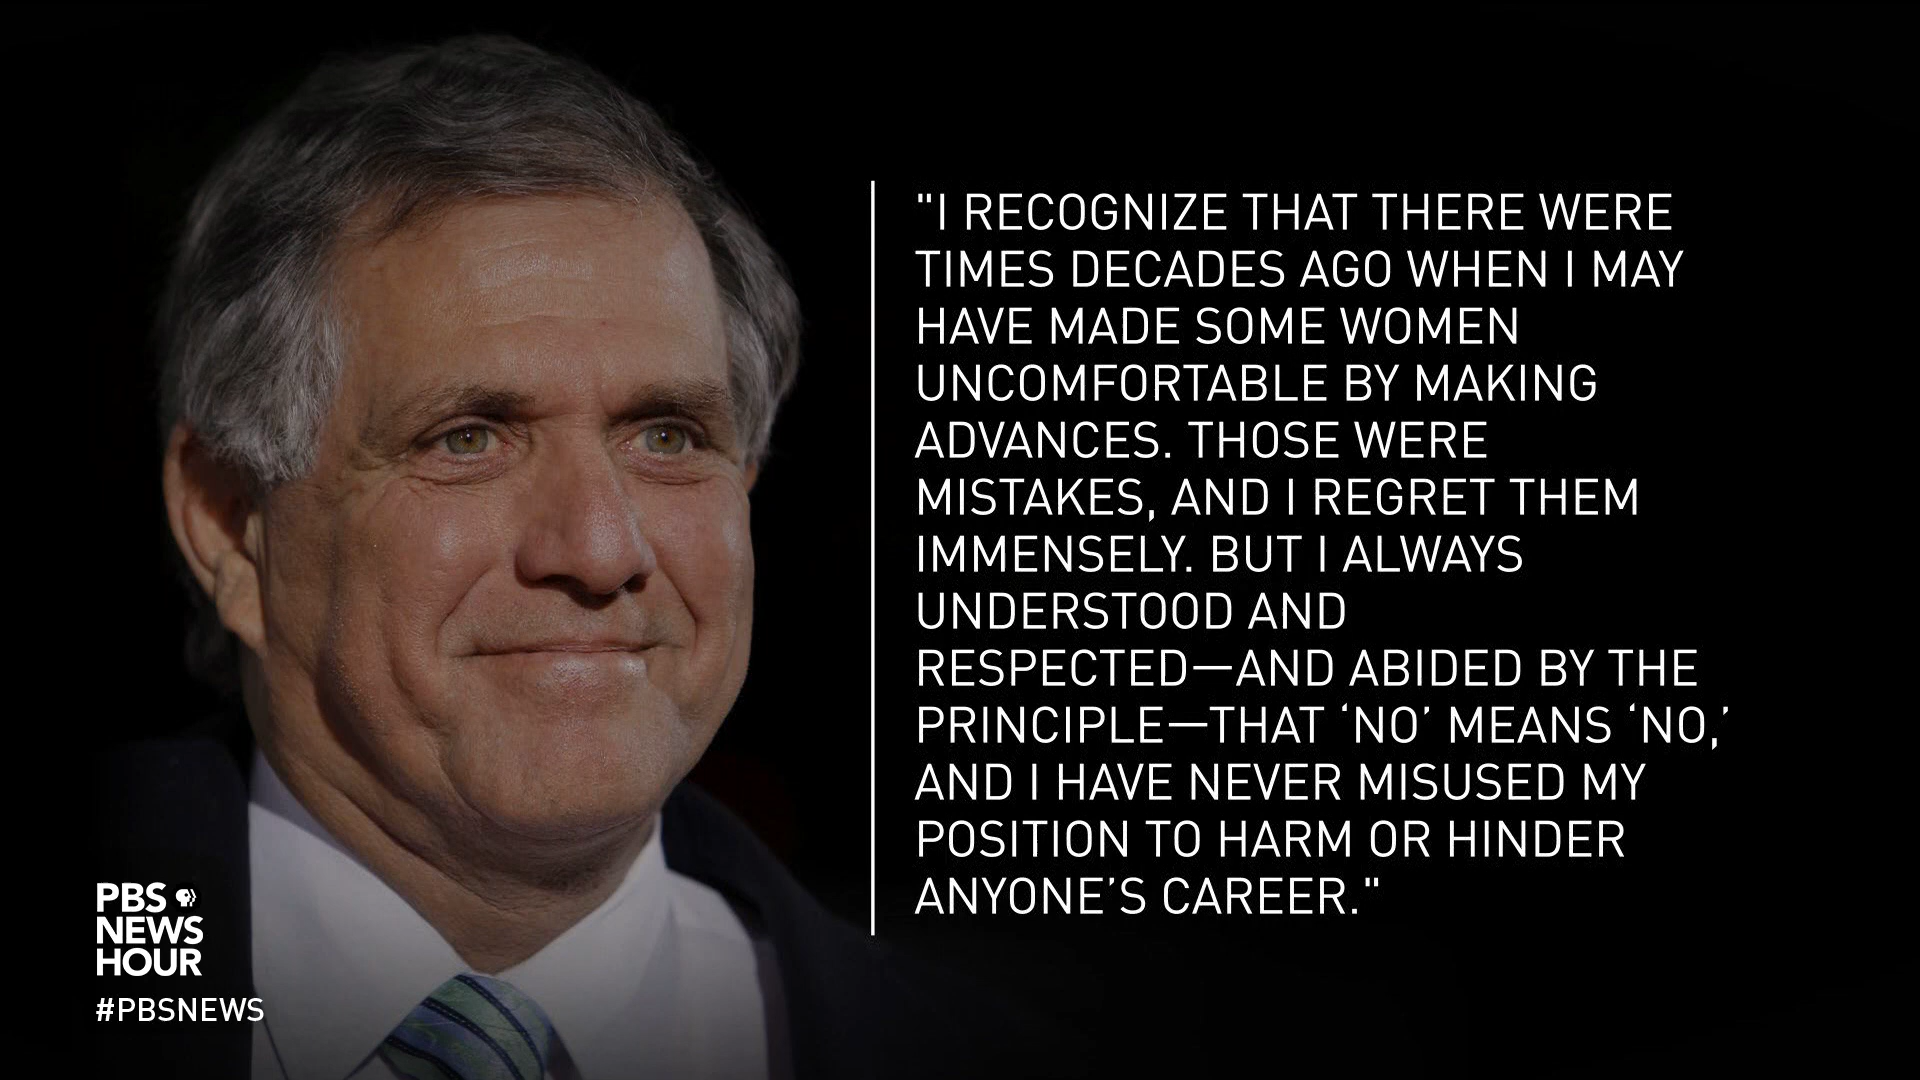 "I RECOGNIZE THAT THERE WERE
TIMES DECADES AGO WHEN I MAY
HAVE MADE SOME WOMEN
UNCOMFORTABLE BY MAKING
ADVANCES. THOSE WERE
MISTAKES, AND I REGRET THEM
IMMENSELY. BUT I ALWAYS
UNDERSTOOD AND
RESPECTED—AND ABIDED BY THE
PRINCIPLE—THAT ‘NO’ MEANS ‘NO,’
AND I HAVE NEVER MISUSED MY
POSITION TO HARM OR HINDER
ANYONE’S CAREER."
PBS
NEWS
HOUR
#PBSNEWS